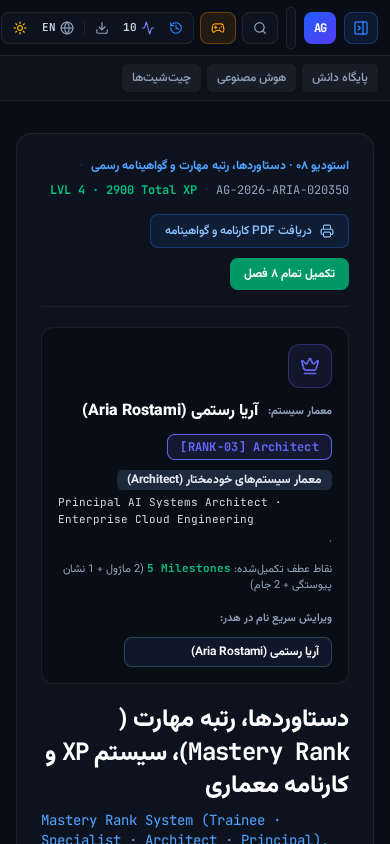 AG 10 EN
پایگاه دانش هوش مصنوعی چیت‌شیت‌ها
استودیو ۰۸ · دستاوردها، رتبه مهارت و گواهینامه رسمی ·
AG-2026-ARIA-020350 · LVL 4 · 2900 Total XP
دریافت PDF کارنامه و گواهینامه
تکمیل تمام ۸ فصل
معمار سیستم: آریا رستمی (Aria Rostami)
[RANK-03] Architect
معمار سیستم‌های خودمختار (Architect)
Principal AI Systems Architect ·
Enterprise Cloud Engineering
.
نقاط عطف تکمیل‌شده: 5 Milestones (2 ماژول + 1 نشان
پیوستگی + 2 جام)
ویرایش سریع نام در هدر:
آریا رستمی (Aria Rostami)
دستاوردها، رتبه مهارت (
Mastery Rank)، سیستم XP و
کارنامه معماری
Mastery Rank System (Trainee ·
Specialist · Architect · Principal),